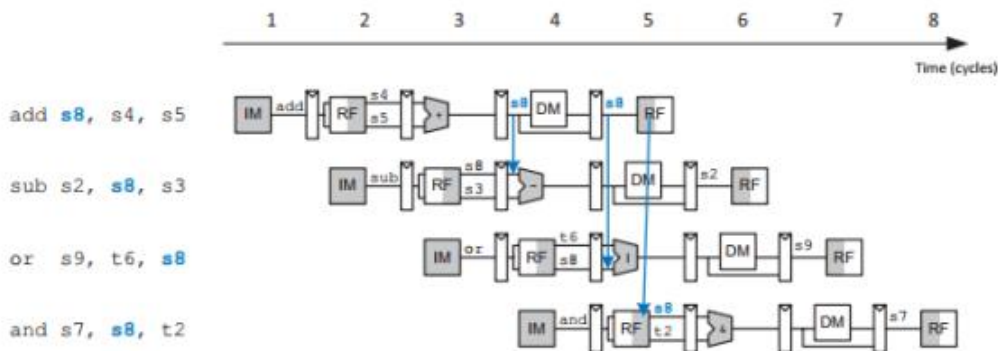 1 2 3 4 5 6 7 8
Time (cycles)
add s8, s4, s5
IM add RF s4 s5 + s8 DM s8 RF
sub s2, s8, s3
IM sub RF s8 s3 - DM s2 RF
or s9, t6, s8
IM or RF t6 s8 | DM s9 RF
and s7, s8, t2
IM and RF s8 t2 & DM s7 RF